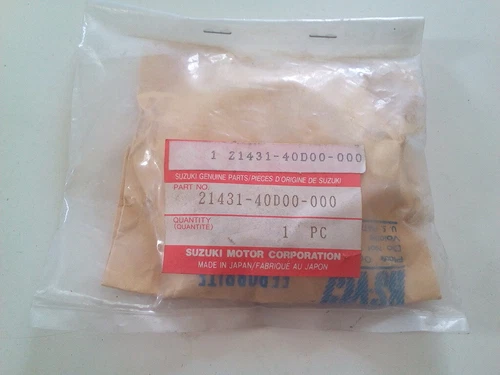 1 21431-40D00-000
SUZUKI GENUINE PARTS/PIECES D'ORIGINE DE SUZUKI
PART NO.
21431-40D00-000
QUANTITY
(QUANTITE)
1 PC
SUZUKI MOTOR CORPORATION
MADE IN JAPAN/FABRIQUE AU JAPON